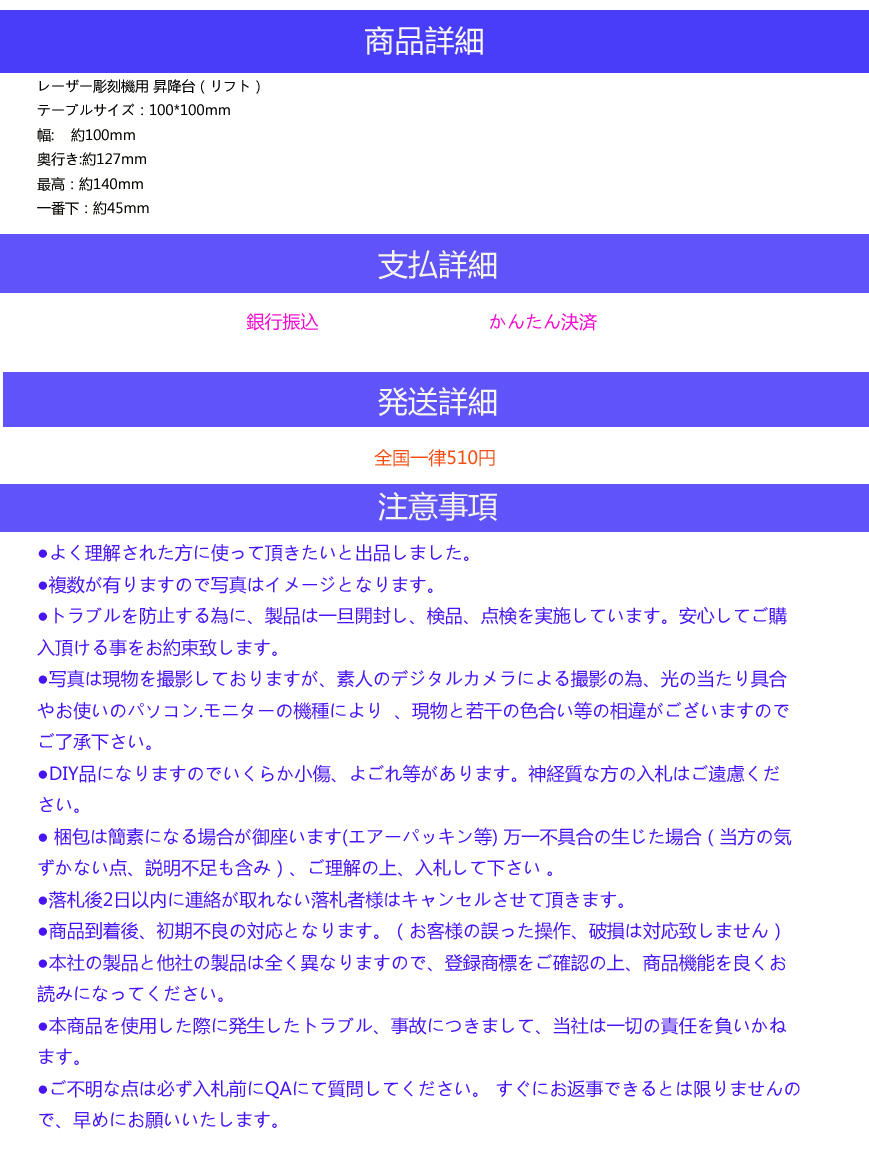 商品詳細
レーザー彫刻機用 昇降台 ( リフト )
テーブルサイズ : 100*100mm
幅:　約100mm
奥行き:約127mm
最高 : 約140mm
一番下 : 約45mm
支払詳細
銀行振込　かんたん決済
発送詳細
全国一律510円
注意事項
●よく理解された方に使って頂きたいと出品しました。
●複数が有りますので写真はイメージとなります。
●トラブルを防止する為に、製品は一旦開封し、検品、点検を実施しています。安心してご購
入頂ける事をお約束致します。
●写真は現物を撮影しておりますが、素人のデジタルカメラによる撮影の為、光の当たり具合
やお使いのパソコン.モニターの機種により 、現物と若干の色合い等の相違がございますので
ご了承下さい。
●DIY品になりますのでいくらか小傷、よごれ等があります。神経質な方の入札はご遠慮くだ
さい。
● 梱包は簡素になる場合が御座います(エアーパッキン等) 万一不具合の生じた場合 ( 当方の気
ずかない点、説明不足も含み ) 、ご理解の上、入札して下さい 。
●落札後2日以内に連絡が取れない落札者様はキャンセルさせて頂きます。
●商品到着後、初期不良の対応となります。 ( お客様の誤った操作、破損は対応致しません )
●本社の製品と他社の製品は全く異なりますので、登録商標をご確認の上、商品機能を良くお
読みになってください。
●本商品を使用した際に発生したトラブル、事故につきまして、当社は一切の責任を負いかね
ます。
●ご不明な点は必ず入札前にQAにて質問してください。 すぐにお返事できるとは限りませんの
で、早めにお願いいたします。